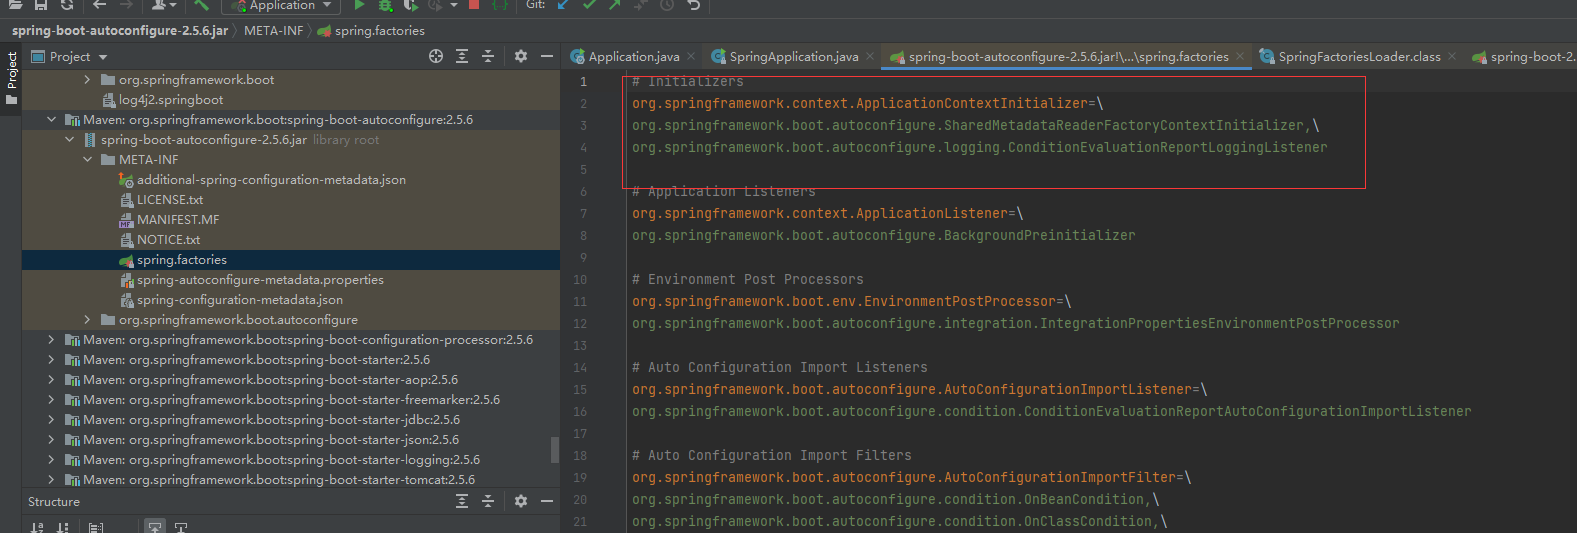 Application
Git:
spring-boot-autoconfigure-2.5.6.jar
META-INF
spring.factories
Project
Project
org.springframework.boot
log4j2.springboot
Maven: org.springframework.boot:spring-boot-autoconfigure:2.5.6
spring-boot-autoconfigure-2.5.6.jar library root
META-INF
additional-spring-configuration-metadata.json
LICENSE.txt
MANIFEST.MF
NOTICE.txt
spring.factories
spring-autoconfigure-metadata.properties
spring-configuration-metadata.json
org.springframework.boot.autoconfigure
Maven: org.springframework.boot:spring-boot-configuration-processor:2.5.6
Maven: org.springframework.boot:spring-boot-starter:2.5.6
Maven: org.springframework.boot:spring-boot-starter-aop:2.5.6
Maven: org.springframework.boot:spring-boot-starter-freemarker:2.5.6
Maven: org.springframework.boot:spring-boot-starter-jdbc:2.5.6
Maven: org.springframework.boot:spring-boot-starter-json:2.5.6
Maven: org.springframework.boot:spring-boot-starter-logging:2.5.6
Maven: org.springframework.boot:spring-boot-starter-tomcat:2.5.6
Structure
Application.java
SpringApplication.java
spring-boot-autoconfigure-2.5.6.jar!\...\spring.factories
SpringFactoriesLoader.class
spring-boot-2.
1 # Initializers
2 org.springframework.context.ApplicationContextInitializer=\
3 org.springframework.boot.autoconfigure.SharedMetadataReaderFactoryContextInitializer,\
4 org.springframework.boot.autoconfigure.logging.ConditionEvaluationReportLoggingListener
5
6 # Application Listeners
7 org.springframework.context.ApplicationListener=\
8 org.springframework.boot.autoconfigure.BackgroundPreinitializer
9
10 # Environment Post Processors
11 org.springframework.boot.env.EnvironmentPostProcessor=\
12 org.springframework.boot.autoconfigure.integration.IntegrationPropertiesEnvironmentPostProcessor
13
14 # Auto Configuration Import Listeners
15 org.springframework.boot.autoconfigure.AutoConfigurationImportListener=\
16 org.springframework.boot.autoconfigure.condition.ConditionEvaluationReportAutoConfigurationImportListener
17
18 # Auto Configuration Import Filters
19 org.springframework.boot.autoconfigure.AutoConfigurationImportFilter=\
20 org.springframework.boot.autoconfigure.condition.OnBeanCondition,\
21 org.springframework.boot.autoconfigure.condition.OnClassCondition,\